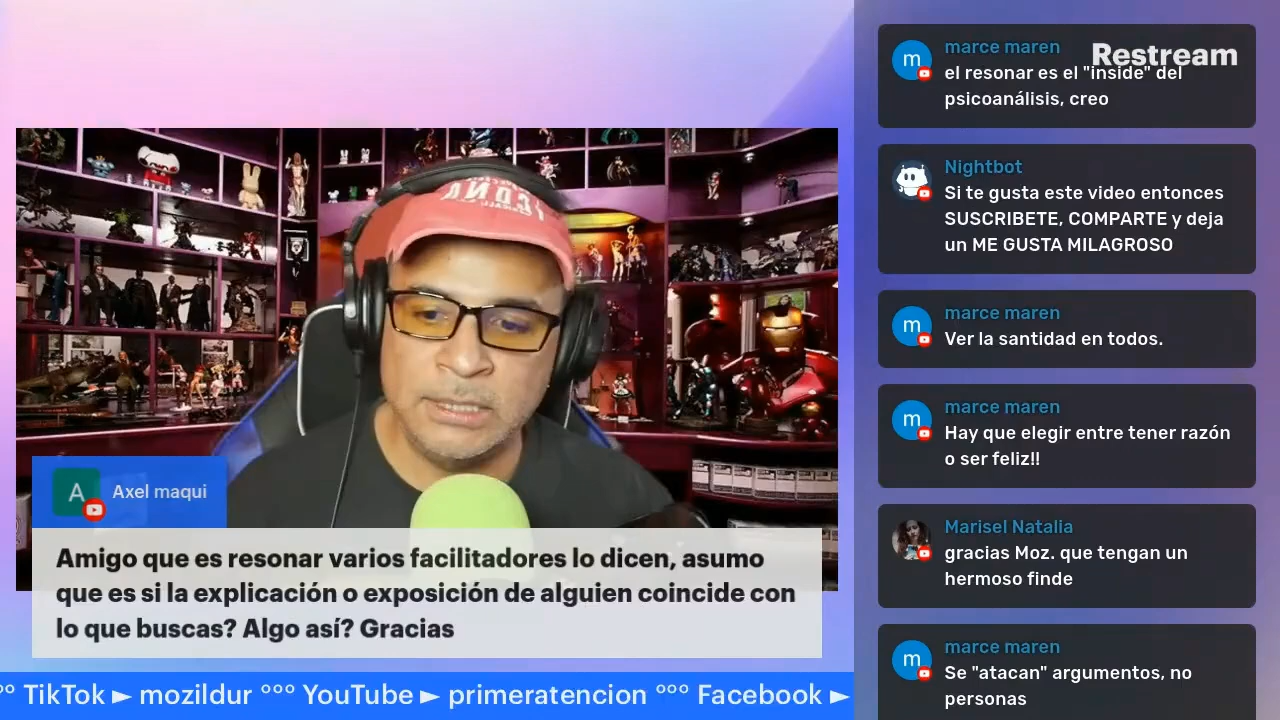 Axel maqui
Amigo que es resonar varios facilitadores lo dicen, asumo
que es si la explicación o exposición de alguien coincide con
lo que buscas? Algo así? Gracias
ºº TikTok ► mozildur ººº YouTube ► primeratencion ººº Facebook ►
Restream
marce maren
el resonar es el "inside" del
psicoanálisis, creo
Nightbot
Si te gusta este video entonces
SUSCRIBETE, COMPARTE y deja
un ME GUSTA MILAGROSO
marce maren
Ver la santidad en todos.
marce maren
Hay que elegir entre tener razón
o ser feliz!!
Marisel Natalia
gracias Moz. que tengan un
hermoso finde
marce maren
Se "atacan" argumentos, no
personas